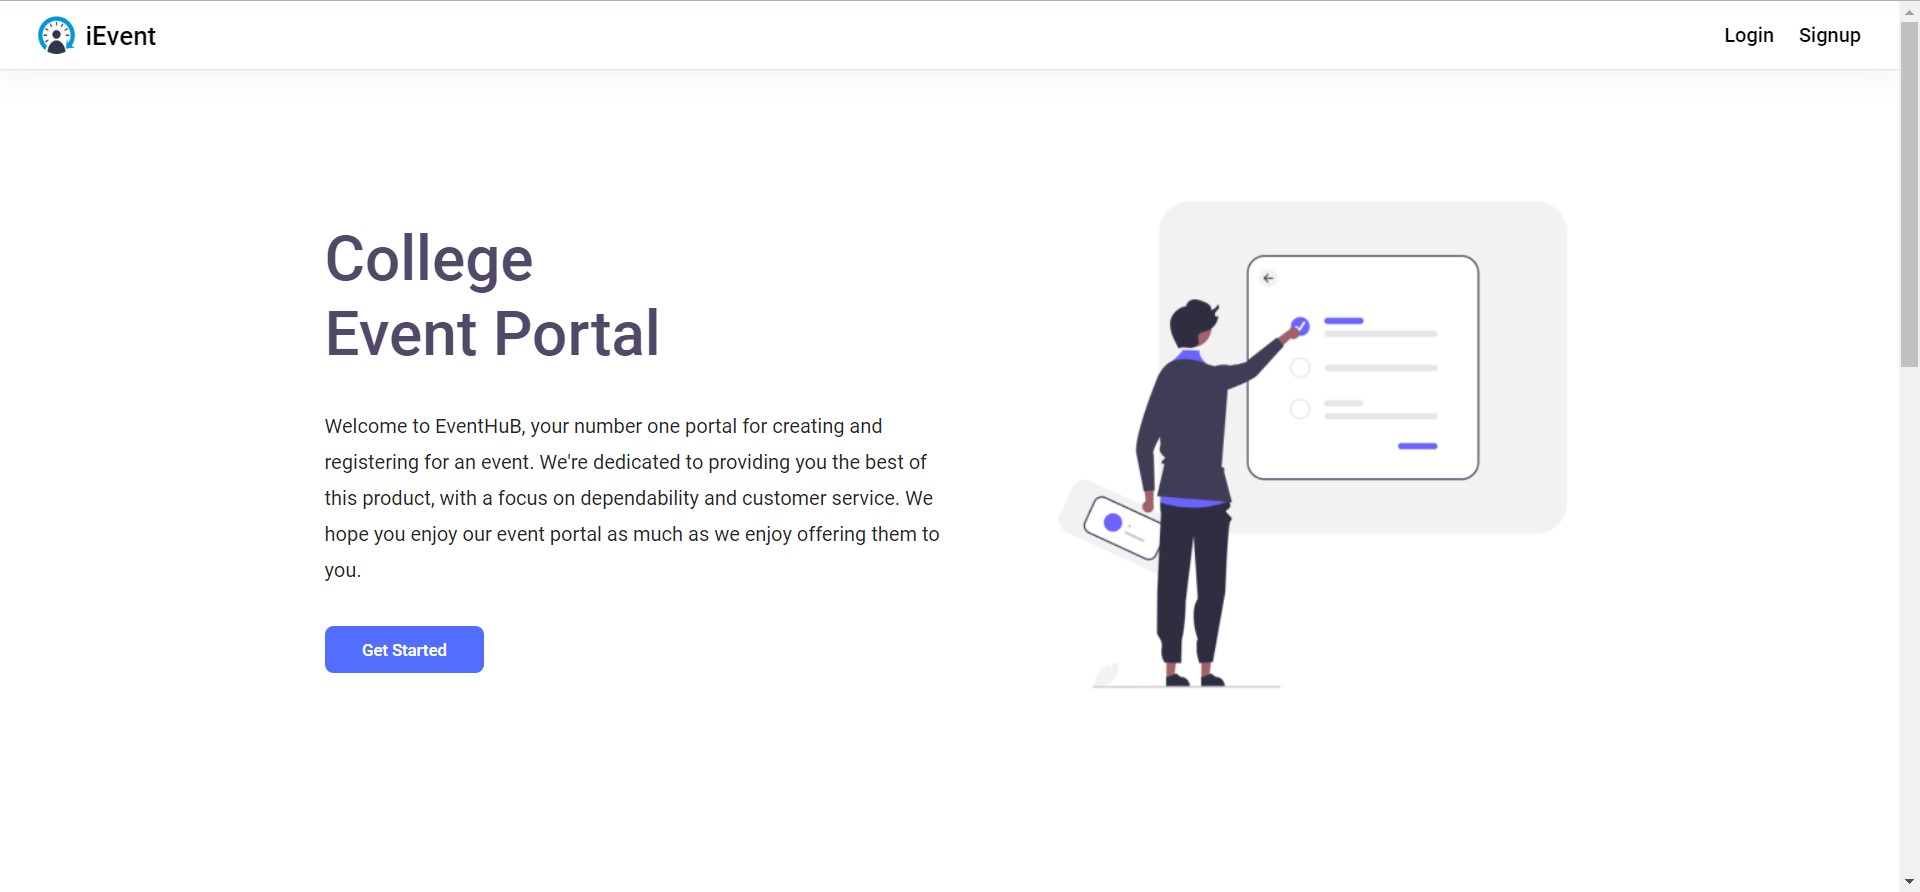 iEvent
Login
Signup
College
Event Portal
Welcome to EventHuB, your number one portal for creating and
registering for an event. We're dedicated to providing you the best of
this product, with a focus on dependability and customer service. We
hope you enjoy our event portal as much as we enjoy offering them to
you.
Get Started